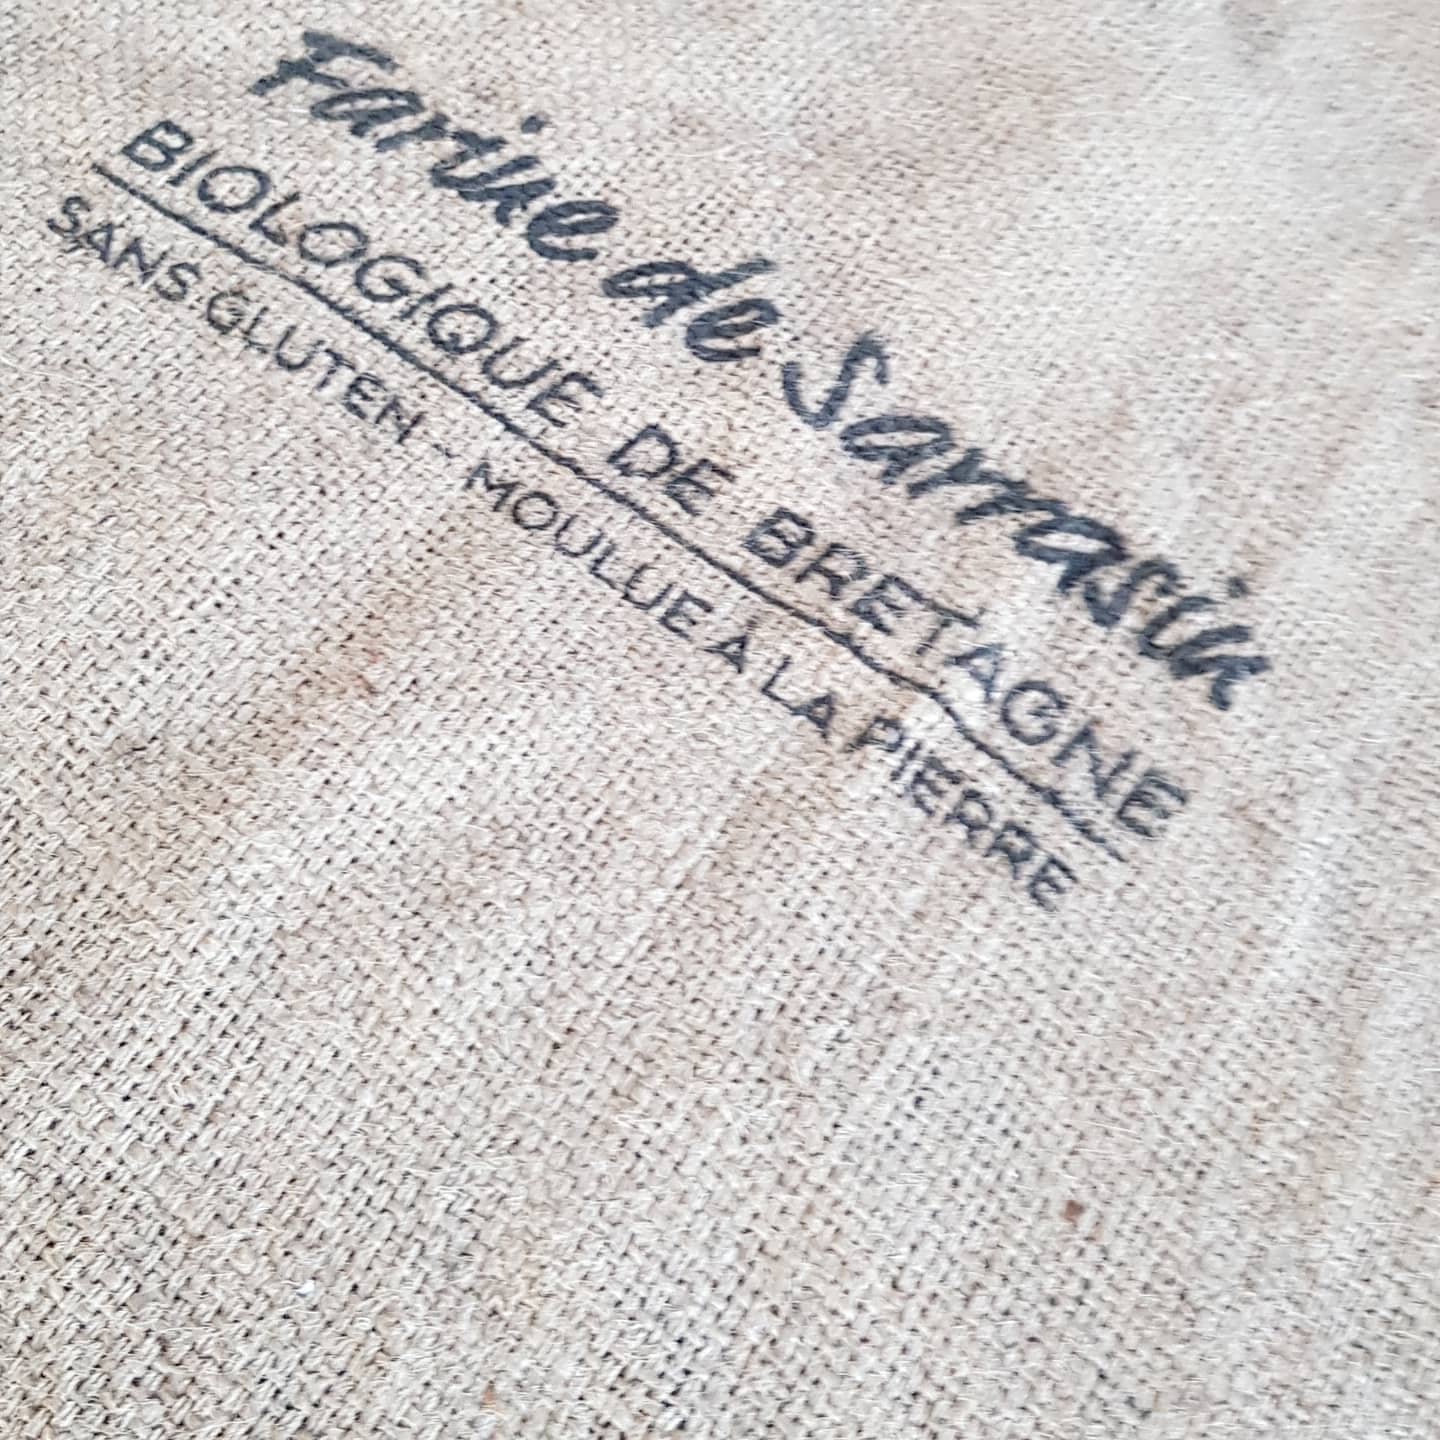 Farine de Sarrasin
BIOLOGIQUE DE BRETAGNE
SANS GLUTEN - MOULUE À LA PIERRE